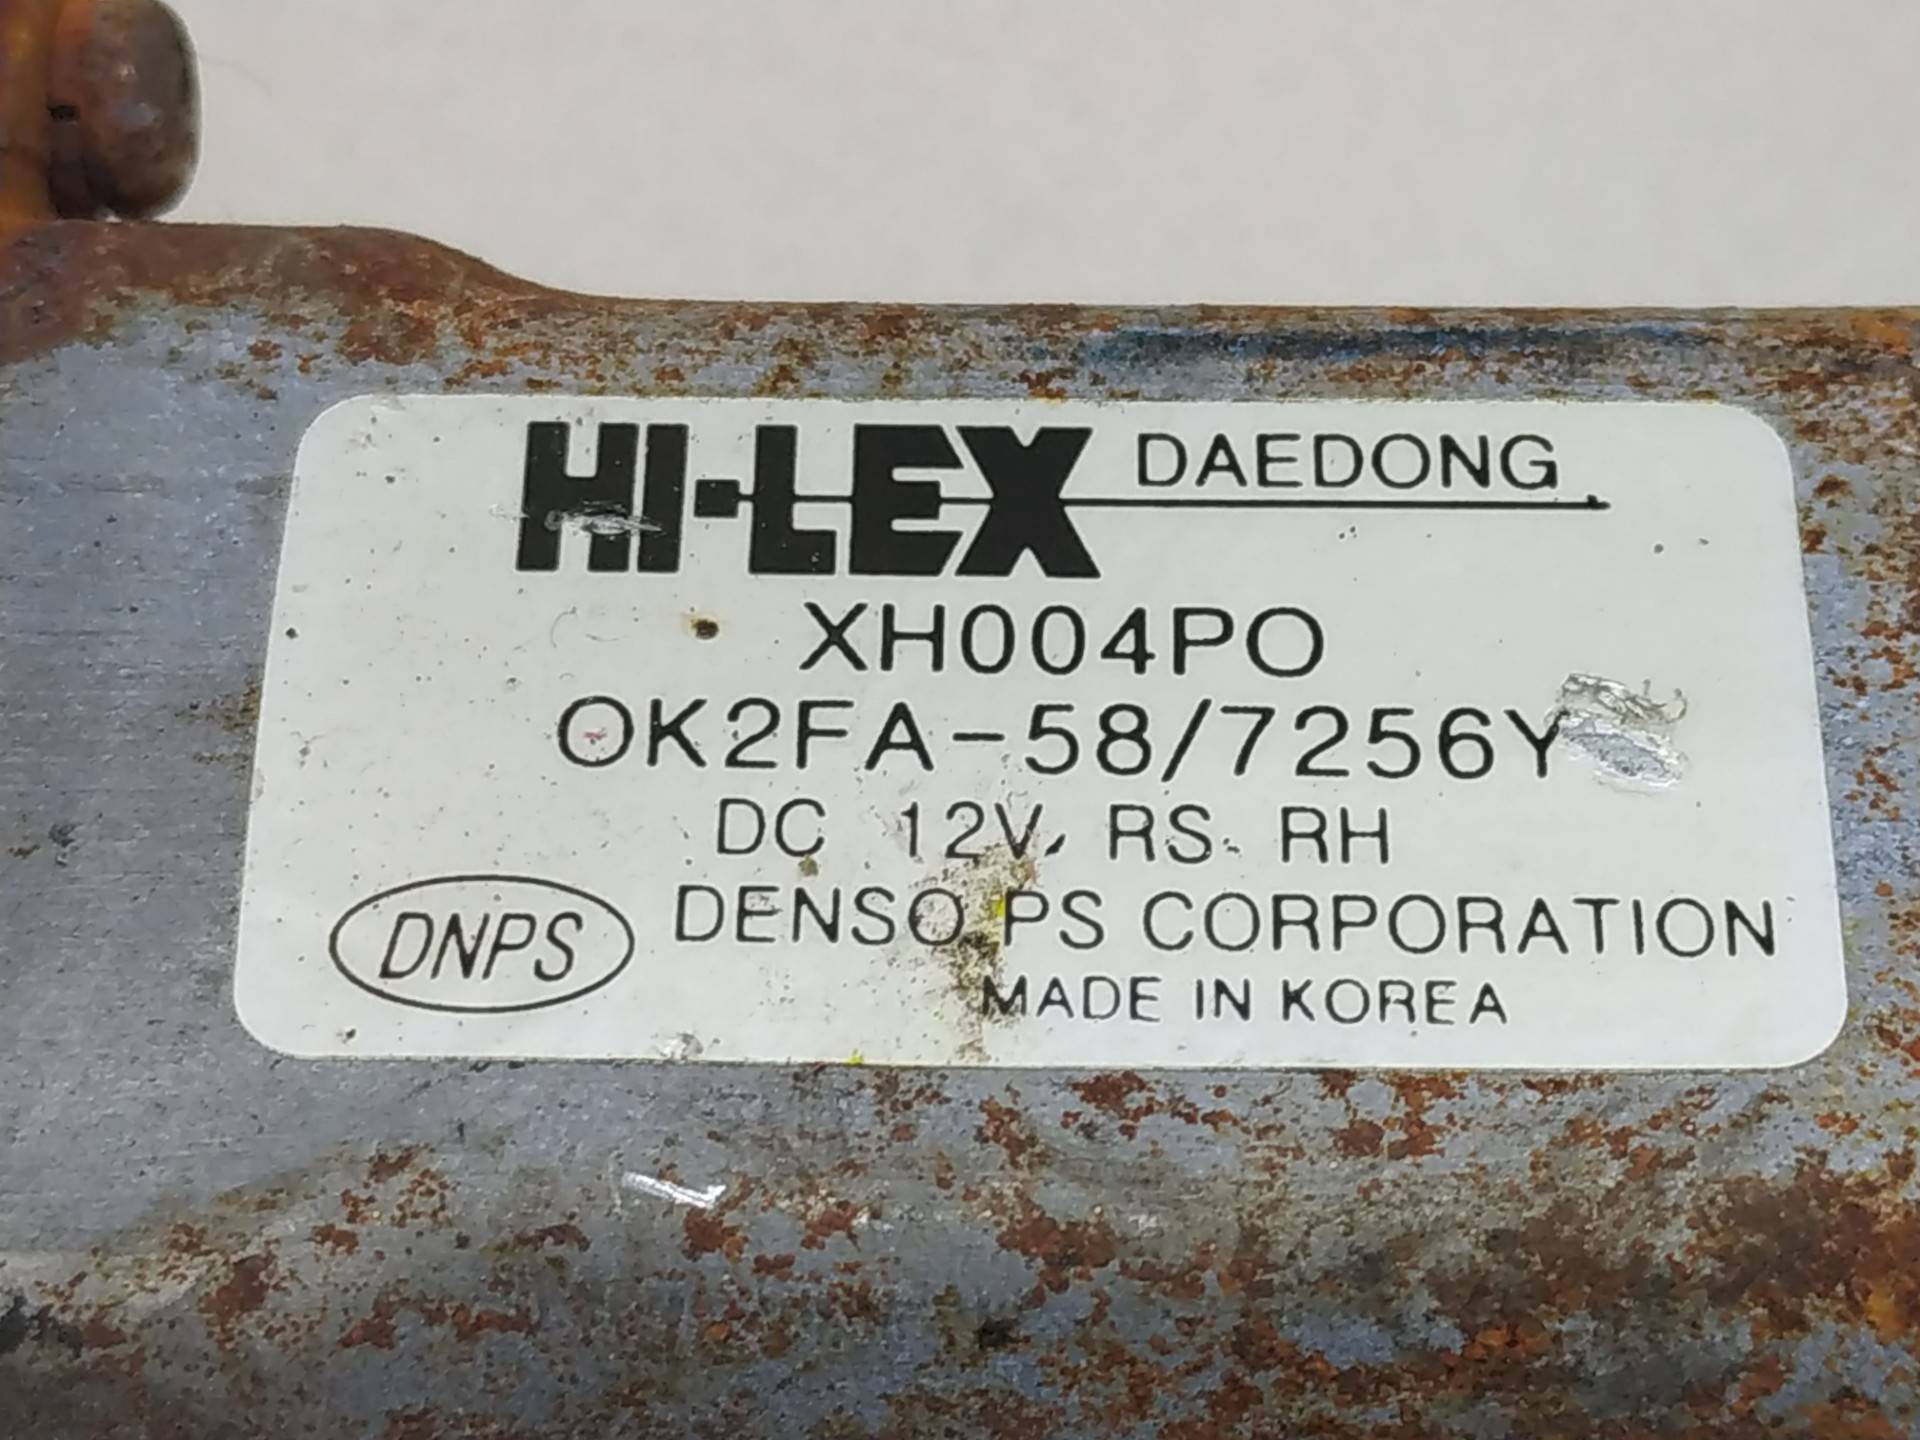 HI-LEX DAEDONG
XH004PO
OK2FA-58/7256Y
DC 12V, RS. RH
DNPS DENSO PS CORPORATION
MADE IN KOREA